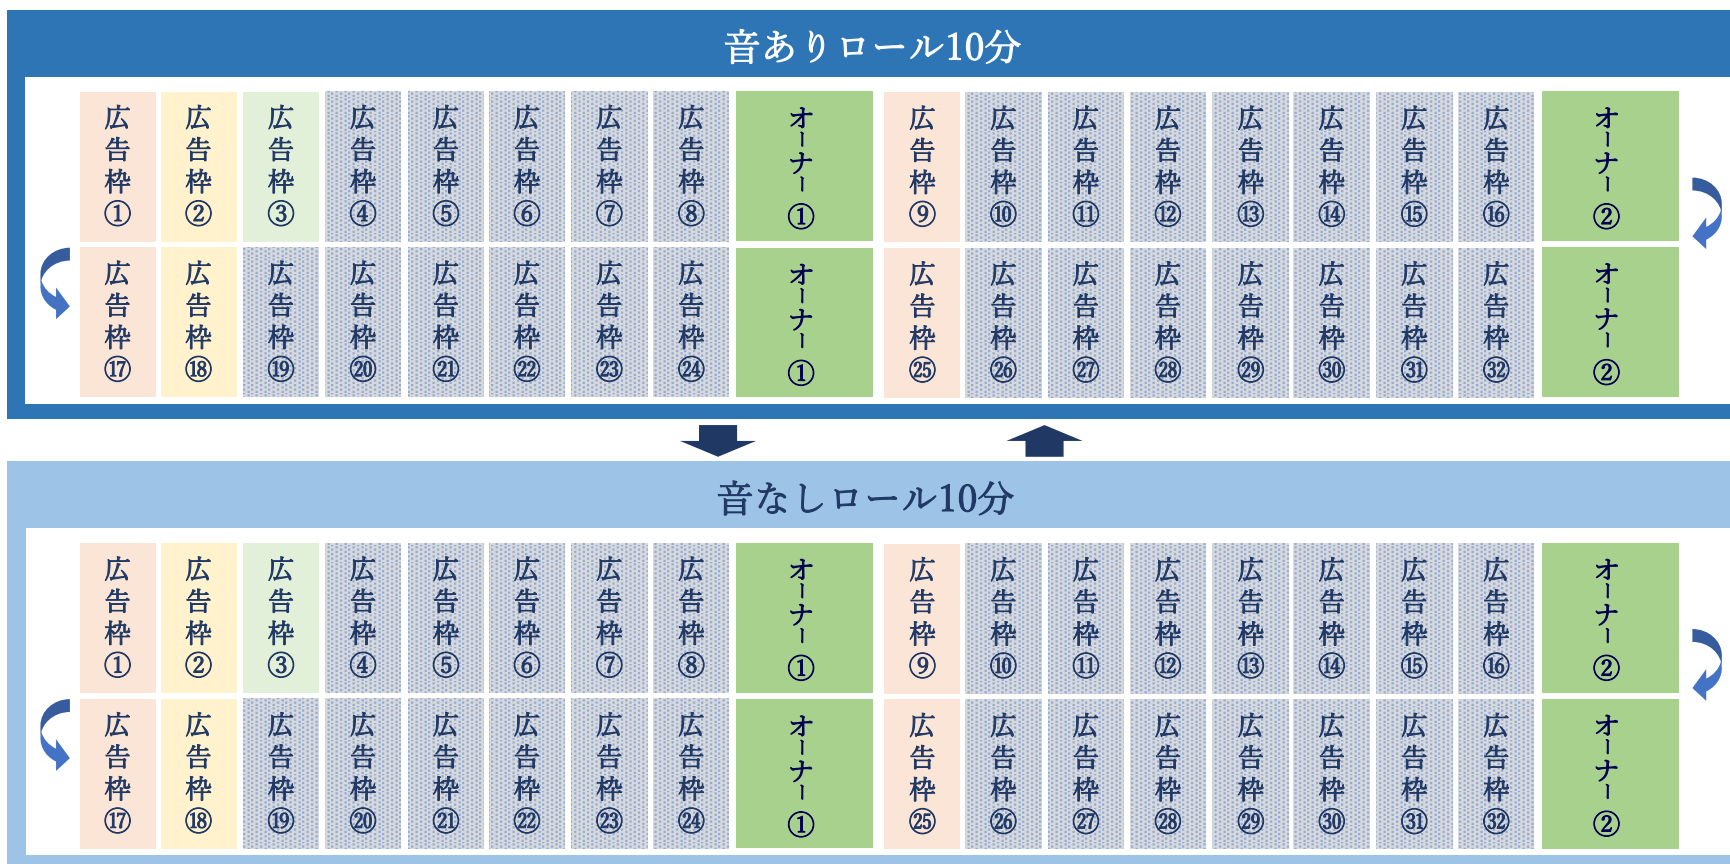 音ありロール10分
広告枠①
広告枠②
広告枠③
広告枠④
広告枠⑤
広告枠⑥
広告枠⑦
広告枠⑧
オーナー①
広告枠⑨
広告枠⑩
広告枠⑪
広告枠⑫
広告枠⑬
広告枠⑭
広告枠⑮
広告枠⑯
オーナー②
広告枠⑰
広告枠⑱
広告枠⑲
広告枠⑳
広告枠㉑
広告枠㉒
広告枠㉓
広告枠㉔
オーナー①
広告枠㉕
広告枠㉖
広告枠㉗
広告枠㉘
広告枠㉙
広告枠㉚
広告枠㉛
広告枠㉜
オーナー②
音なしロール10分
広告枠①
広告枠②
広告枠③
広告枠④
広告枠⑤
広告枠⑥
広告枠⑦
広告枠⑧
オーナー①
広告枠⑨
広告枠⑩
広告枠⑪
広告枠⑫
広告枠⑬
広告枠⑭
広告枠⑮
広告枠⑯
オーナー②
広告枠⑰
広告枠⑱
広告枠⑲
広告枠⑳
広告枠㉑
広告枠㉒
広告枠㉓
広告枠㉔
オーナー①
広告枠㉕
広告枠㉖
広告枠㉗
広告枠㉘
広告枠㉙
広告枠㉚
広告枠㉛
広告枠㉜
オーナー②